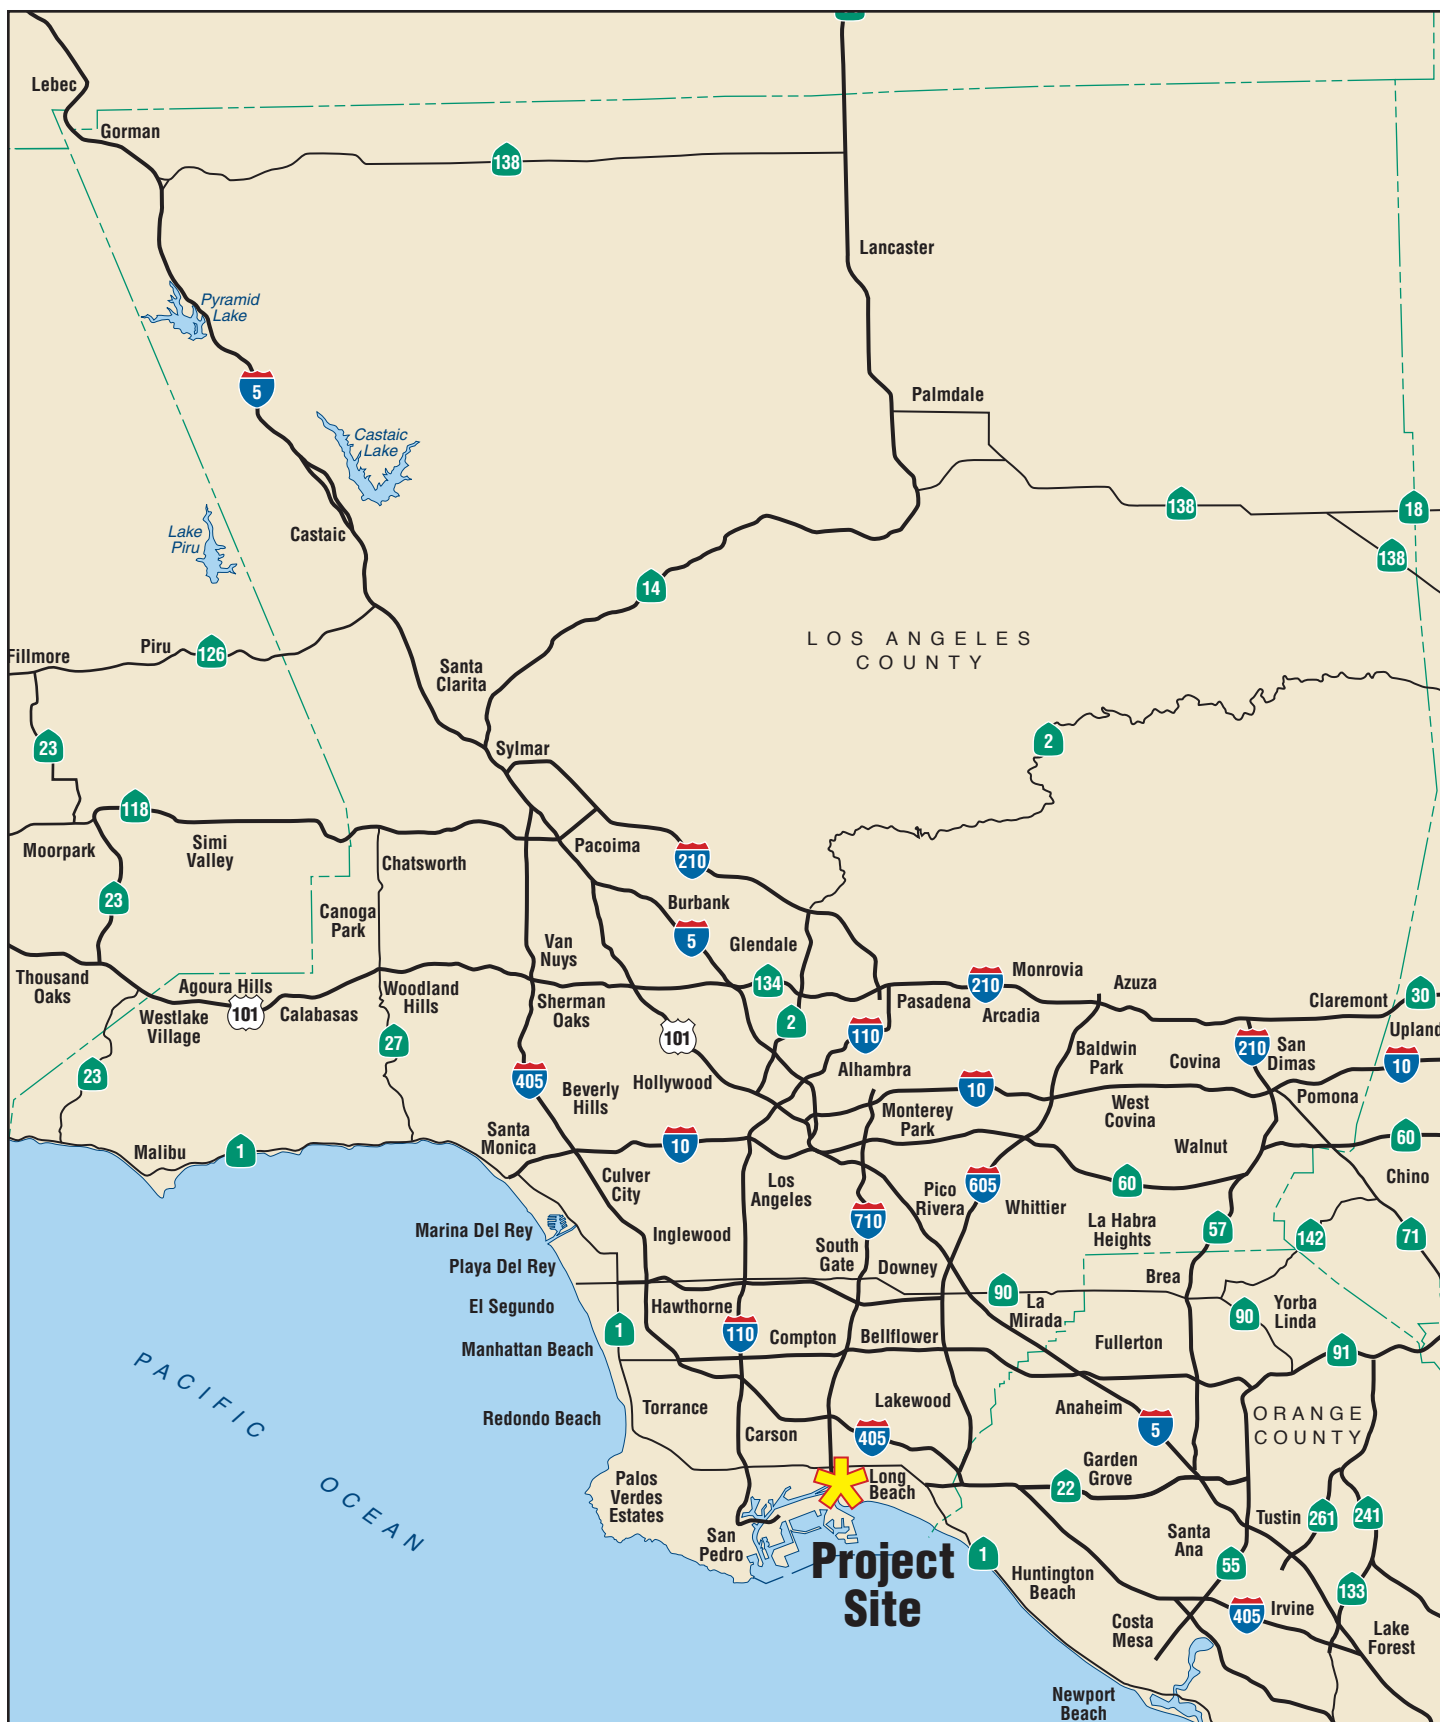 Lebec
Gorman
138
Lancaster
Pyramid
Lake
5
Palmdale
Castaic
Lake
138
18
Lake
Piru
Castaic
138
14
LOS ANGELES
COUNTY
Fillmore
Piru
126
Santa
Clarita
23
Sylmar
2
118
Moorpark
Simi
Valley
Chatsworth
Pacoima
210
23
Canoga
Park
Burbank
5
Van
Nuys
Glendale
134
Thousand
Oaks
Agoura Hills
101
Westlake
Village
Calabasas
Woodland
Hills
Sherman
Oaks
101
2
Pasadena
210
Monrovia
Arcadia
Azuza
Claremont
30
Upland
23
27
405
Beverly
Hills
Hollywood
110
Alhambra
10
Monterey
Park
Baldwin
Park
Covina
210
San
Dimas
10
Pomona
West
Covina
Malibu
1
Santa
Monica
10
Culver
City
Los
Angeles
Walnut
60
Chino
Pico
Rivera
605
Whittier
60
Marina Del Rey
Inglewood
710
South
Gate
Downey
La Habra
Heights
57
142
71
Playa Del Rey
El Segundo
Hawthorne
90
La
Mirada
Brea
90
Yorba
Linda
1
110
Compton
Bellflower
Fullerton
91
Manhattan Beach
Redondo Beach
Torrance
Carson
Lakewood
405
Anaheim
5
ORANGE
COUNTY
PACIFIC
OCEAN
Palos
Verdes
Estates
San
Pedro
Long
Beach
22
Garden
Grove
Project
Site
1
Santa
Ana
Tustin
261
241
55
133
Huntington
Beach
405
Irvine
Costa
Mesa
Lake
Forest
Newport
Beach